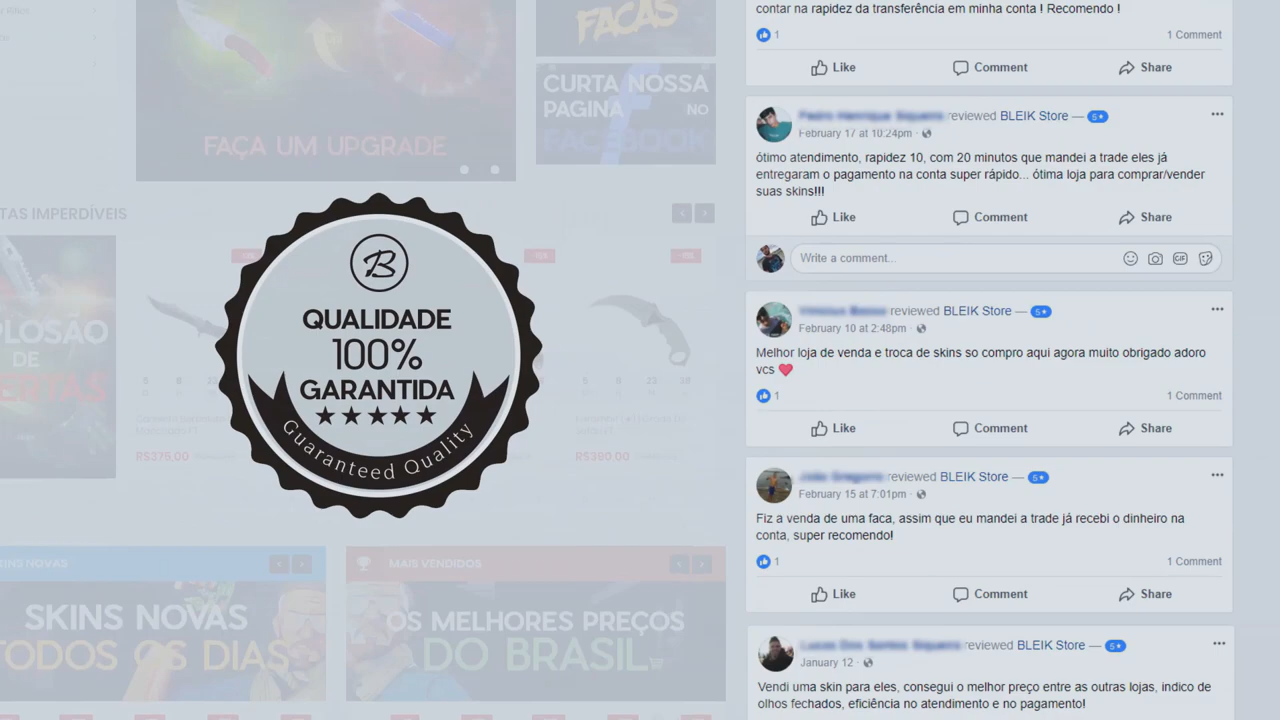 FACAS
CURTA NOSSA
PAGINA NO
FACEBOOK
FAÇA UM UPGRADE
TAS IMPERDÍVEIS
PLOSÃO
DE
ERTAS
B
QUALIDADE
100%
GARANTIDA
Guaranteed Quality
R$375,00
R$390,00
MAIS VENDIDOS
SKINS NOVAS
TODOS OS DIAS
OS MELHORES PREÇOS
DO BRASIL
contar na rapidez da transferência em minha conta ! Recomendo !
1
1 Comment
Like Comment Share
reviewed BLEIK Store — 5★
February 17 at 10:24pm ·
ótimo atendimento, rapidez 10, com 20 minutos que mandei a trade eles já
entregaram o pagamento na conta super rápido... ótima loja para comprar/vender
suas skins!!!
Like Comment Share
Write a comment...
GIF
reviewed BLEIK Store — 5★
February 10 at 2:48pm ·
Melhor loja de venda e troca de skins so compro aqui agora muito obrigado adoro
vcs ❤
1
1 Comment
Like Comment Share
reviewed BLEIK Store — 5★
February 15 at 7:01pm ·
Fiz a venda de uma faca, assim que eu mandei a trade já recebi o dinheiro na
conta, super recomendo!
1
1 Comment
Like Comment Share
reviewed BLEIK Store — 5★
January 12 ·
Vendi uma skin para eles, consegui o melhor preço entre as outras lojas, indico de
olhos fechados, eficiência no atendimento e no pagamento!